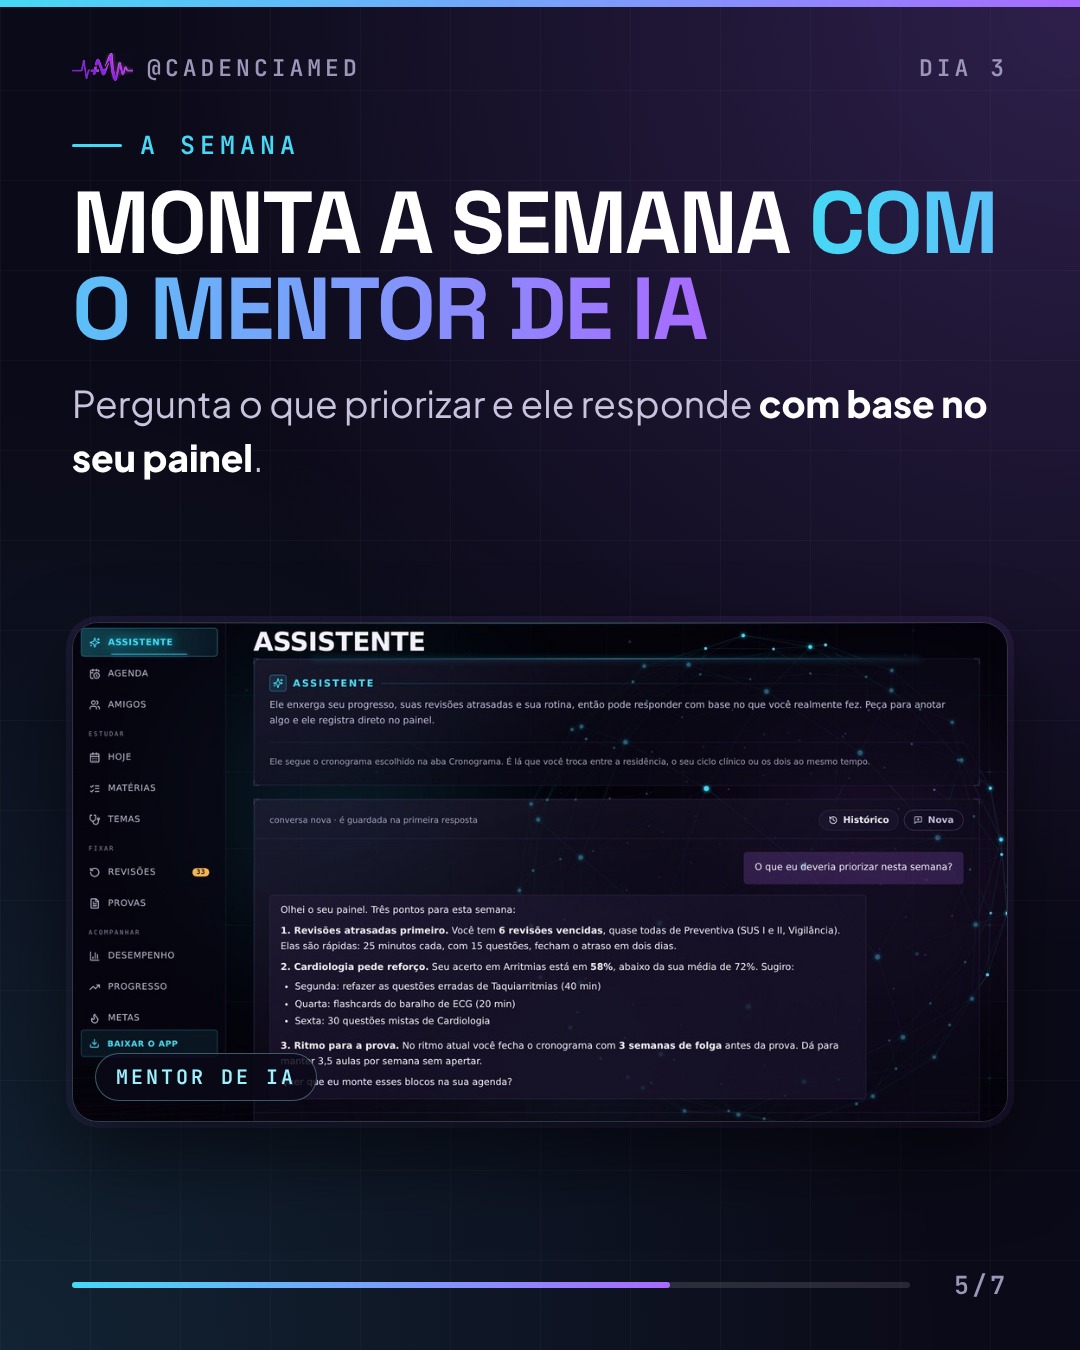 @CADENCIAMED
DIA 3
A SEMANA
MONTA A SEMANA COM
O MENTOR DE IA
Pergunta o que priorizar e ele responde com base no
seu painel.
ASSISTENTE
AGENDA
AMIGOS
ESTUDAR
HOJE
MATÉRIAS
TEMAS
FIXAR
REVISÕES 33
PROVAS
ACOMPANHAR
DESEMPENHO
PROGRESSO
METAS
BAIXAR O APP
MENTOR DE IA
ASSISTENTE
ASSISTENTE
Ele enxerga seu progresso, suas revisões atrasadas e sua rotina, então pode responder com base no que você realmente fez. Peça para anotar
algo e ele registra direto no painel.
Ele segue o cronograma escolhido na aba Cronograma. É lá que você troca entre a residência, o seu ciclo clínico ou os dois ao mesmo tempo.
conversa nova · é guardada na primeira resposta
Histórico
Nova
O que eu deveria priorizar nesta semana?
Olhei o seu painel. Três pontos para esta semana:
1. Revisões atrasadas primeiro. Você tem 6 revisões vencidas, quase todas de Preventiva (SUS I e II, Vigilância).
Elas são rápidas: 25 minutos cada, com 15 questões, fecham o atraso em dois dias.
2. Cardiologia pede reforço. Seu acerto em Arritmias está em 58%, abaixo da sua média de 72%. Sugiro:
• Segunda: refazer as questões erradas de Taquiarritmias (40 min)
• Quarta: flashcards do baralho de ECG (20 min)
• Sexta: 30 questões mistas de Cardiologia
3. Ritmo para a prova. No ritmo atual você fecha o cronograma com 3 semanas de folga antes da prova. Dá para
manter 3,5 aulas por semana sem apertar.
que eu monte esses blocos na sua agenda?
5/7